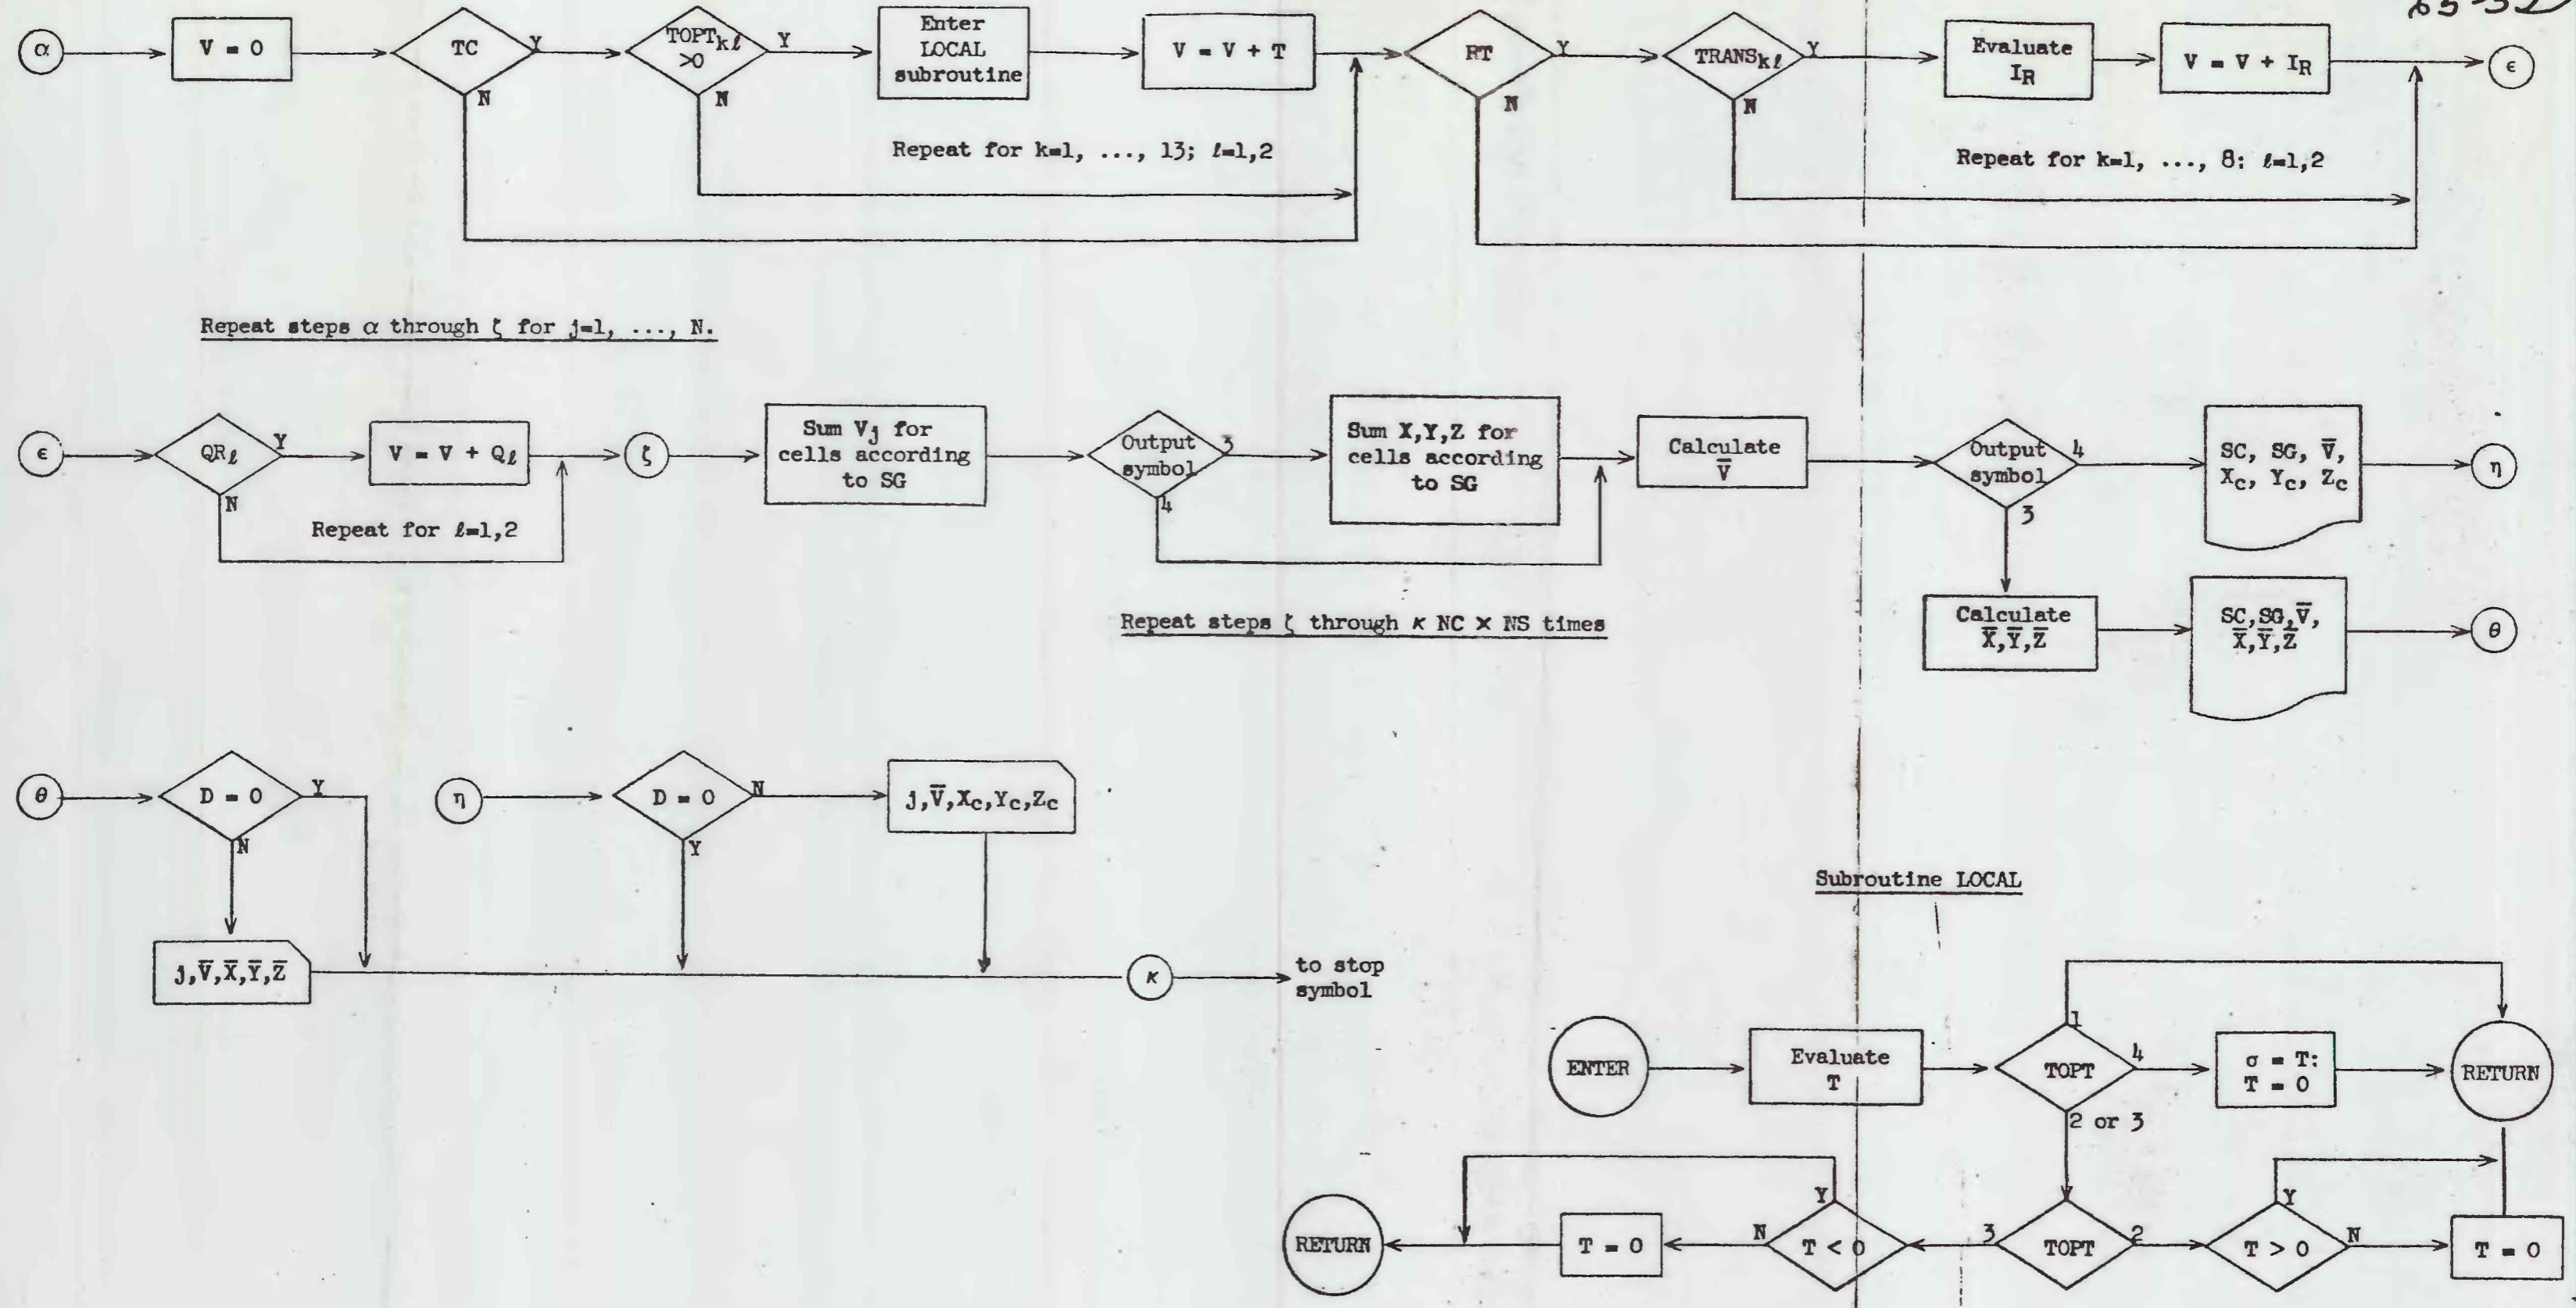 65-32
α
V = 0
TC
Y
N
TOPTkℓ
>0
Y
N
Enter
LOCAL
subroutine
V = V + T
Repeat for k=1, ..., 13; ℓ=1,2
RT
Y
N
TRANSkℓ
Y
N
Evaluate
IR
V = V + IR
ϵ
Repeat for k=1, ..., 8: ℓ=1,2
Repeat steps α through ζ for j=1, ..., N.
ϵ
QRℓ
Y
N
V = V + Qℓ
Repeat for ℓ=1,2
ζ
Sum Vj for
cells according
to SG
Output
symbol
3
4
Sum X,Y,Z for
cells according
to SG
Calculate
V̅
Output
symbol
4
3
SC, SG, V̅,
Xc, Yc, Zc
η
Repeat steps ζ through κ NC × NS times
Calculate
X̅,Y̅,Z̅
SC,SG,V̅,
X̅,Y̅,Z̅
θ
θ
D = 0
Y
N
j,V̅,X̅,Y̅,Z̅
η
D = 0
N
Y
j,V̅,Xc,Yc,Zc
κ
to stop
symbol
Subroutine LOCAL
ENTER
Evaluate
T
TOPT
1
4
2 or 3
σ = T:
T = 0
RETURN
RETURN
T = 0
N
Y
T < 0
3
TOPT
2
T > 0
Y
N
T = 0